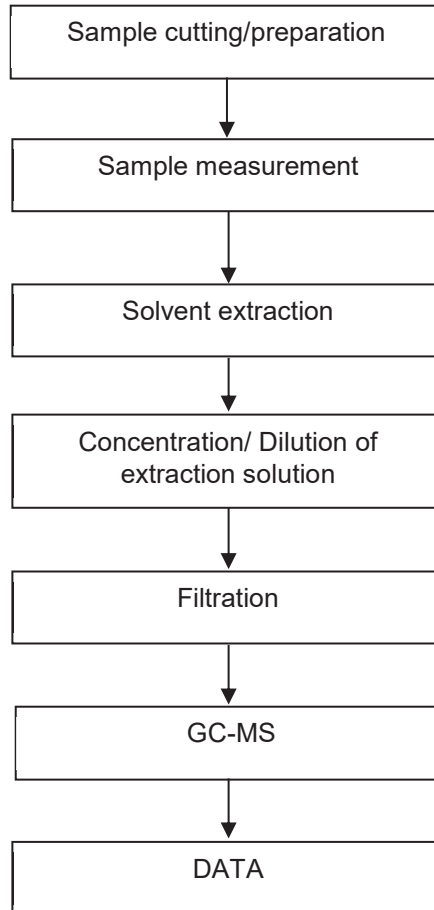 Sample cutting/preparation
Sample measurement
Solvent extraction
Concentration/ Dilution of
extraction solution
Filtration
GC-MS
DATA